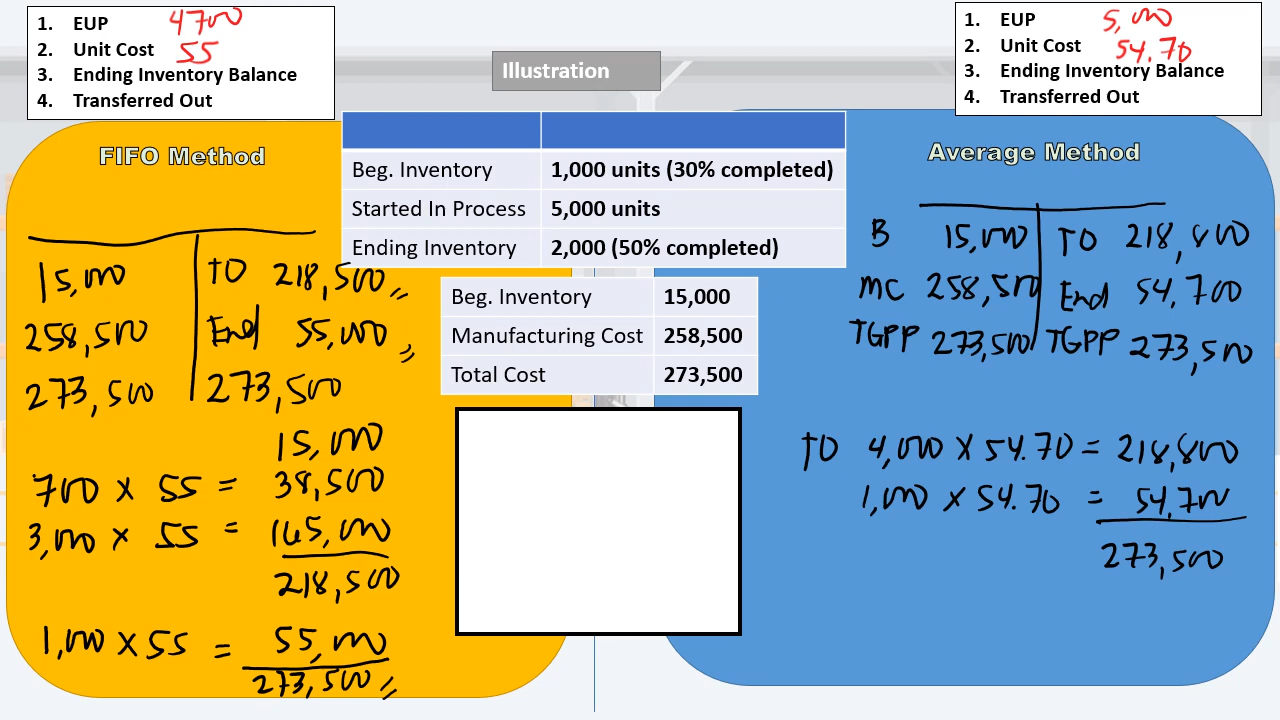 1. EUP 4700
2. Unit Cost 55
3. Ending Inventory Balance
4. Transferred Out
Illustration
1. EUP 5,000
2. Unit Cost 54.70
3. Ending Inventory Balance
4. Transferred Out
FIFO Method
15,000 TO 218,500
258,500 End 55,000
273,500 273,500
15,000
700 × 55 = 38,500
3,000 × 55 = 165,000
218,500
1,000 × 55 = 55,000
273,500
Beg. Inventory 1,000 units (30% completed)
Started In Process 5,000 units
Ending Inventory 2,000 (50% completed)
Beg. Inventory 15,000
Manufacturing Cost 258,500
Total Cost 273,500
Average Method
B 15,000 TO 218,800
MC 258,500 End 54,700
TGPP 273,500 TGPP 273,500
TO 4,000 × 54.70 = 218,800
1,000 × 54.70 = 54,700
273,500